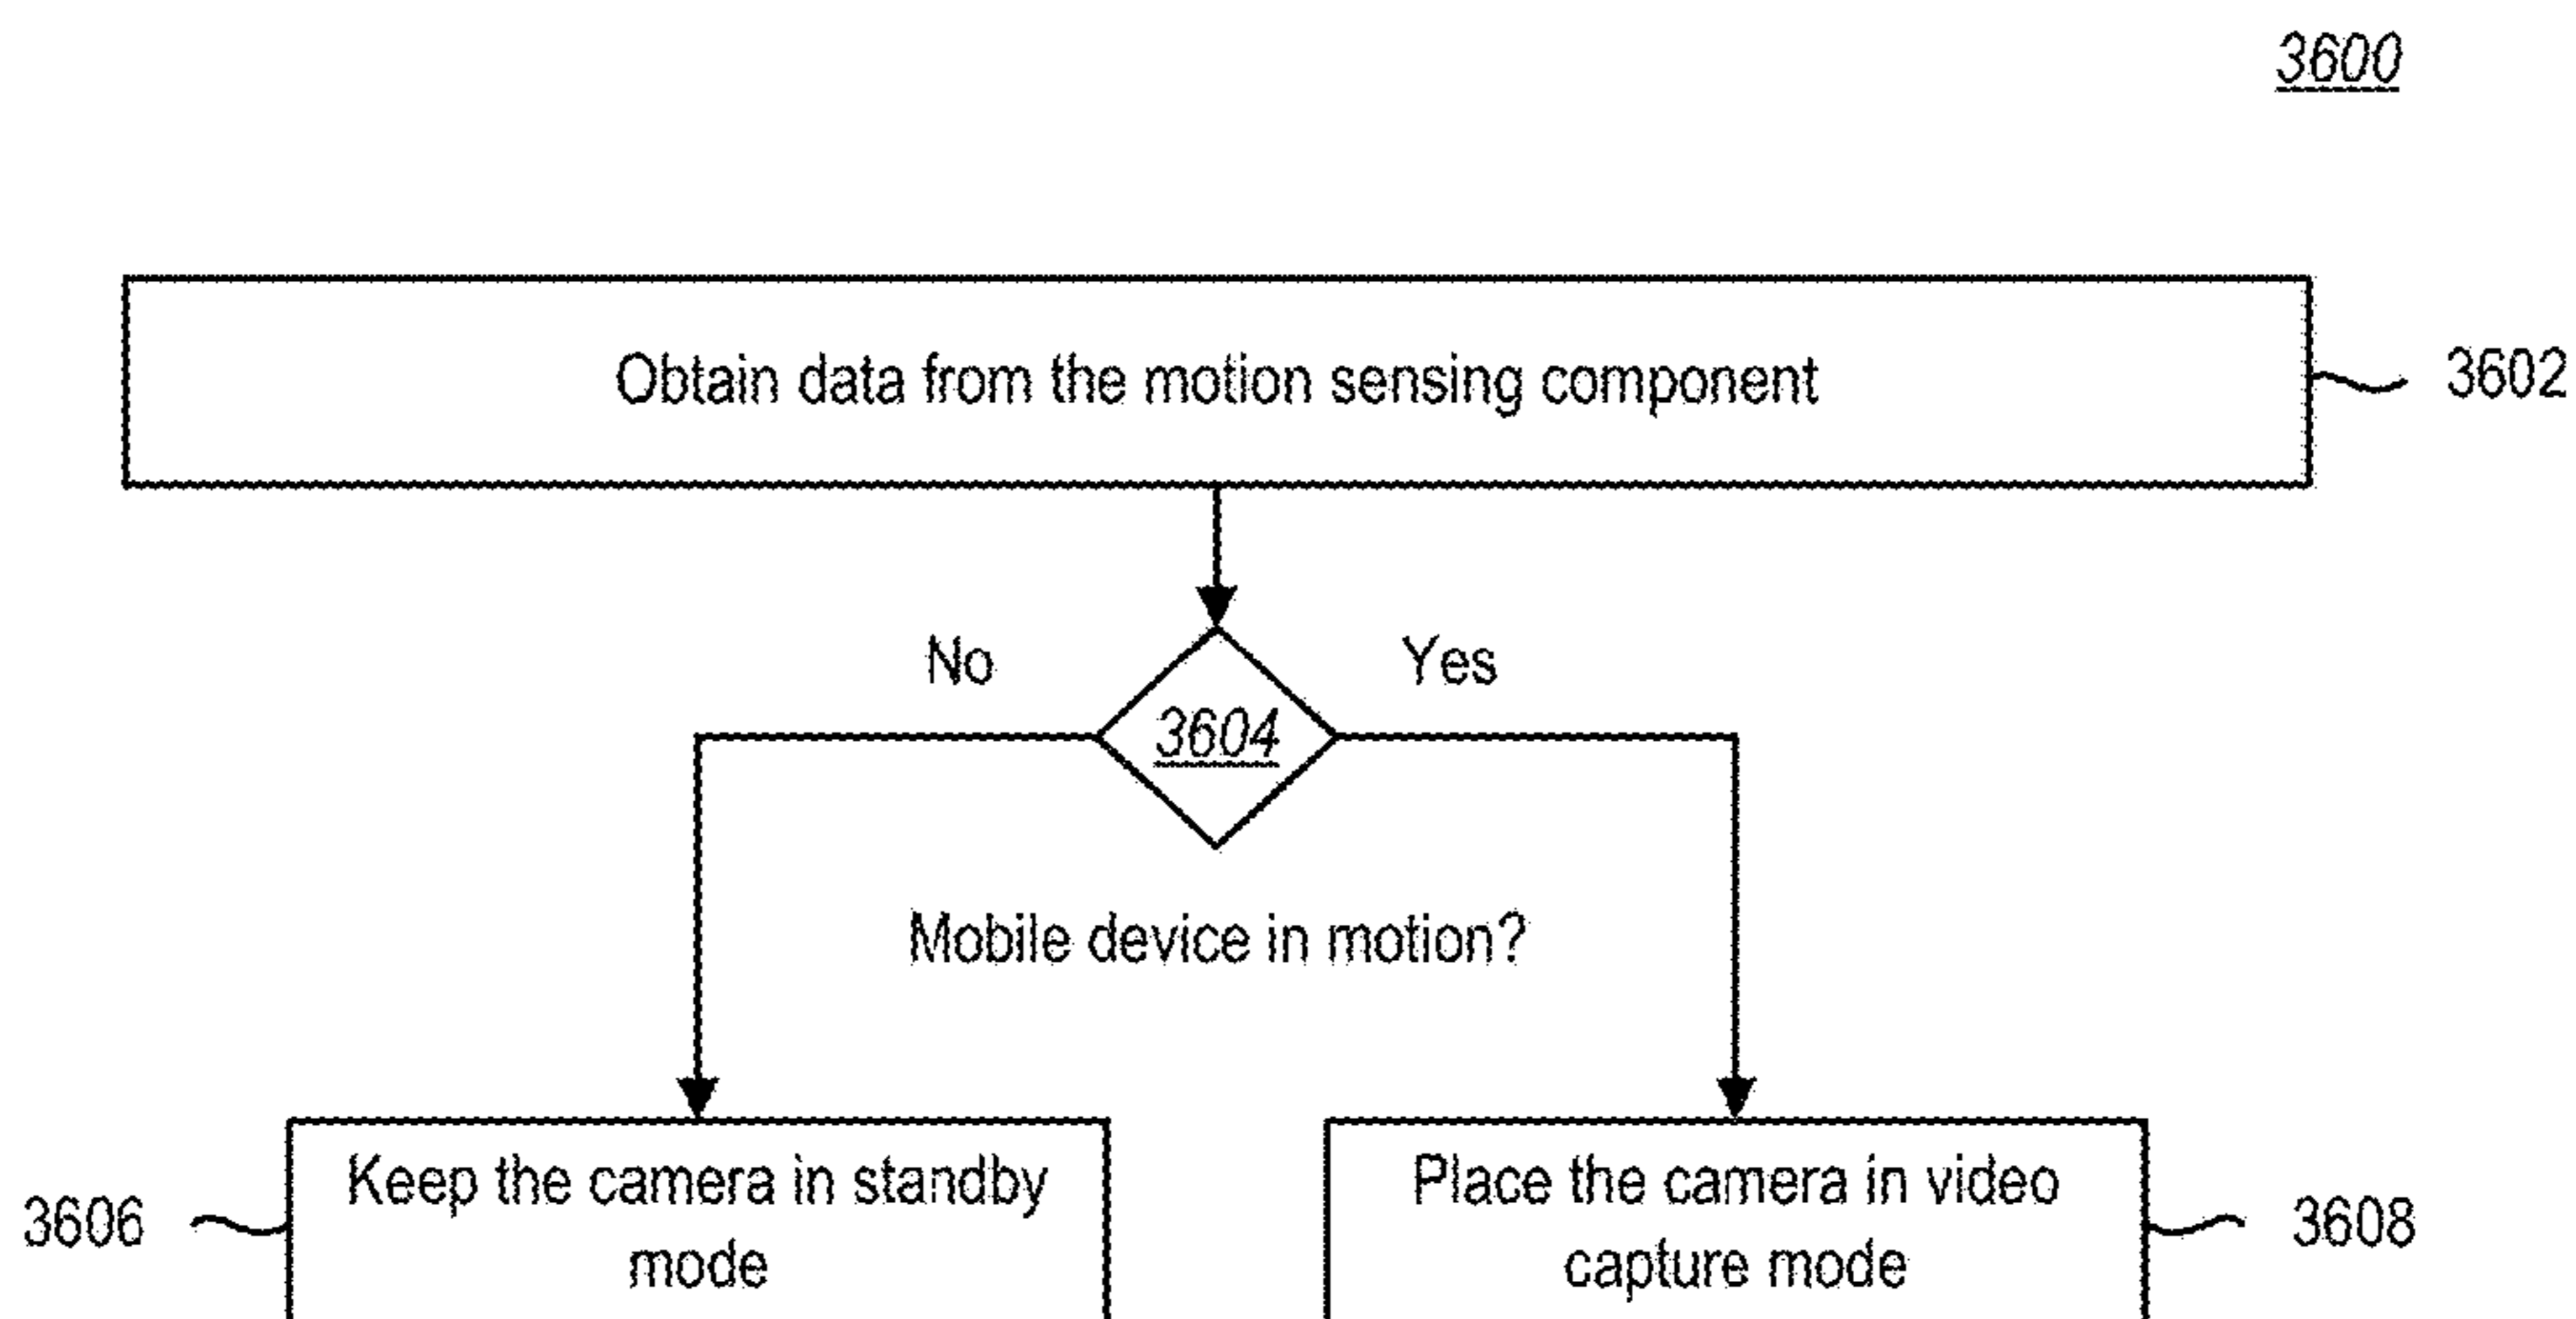 3600
Obtain data from the motion sensing component
3602
No
Yes
3604
Mobile device in motion?
3606
Keep the camera in standby
mode
Place the camera in video
capture mode
3608